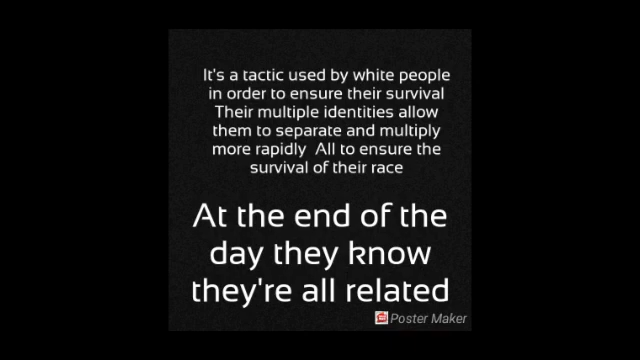 It's a tactic used by white people
in order to ensure their survival
Their multiple identities allow
them to separate and multiply
more rapidly All to ensure the
survival of their race
At the end of the
day they know
they're all related
Poster Maker